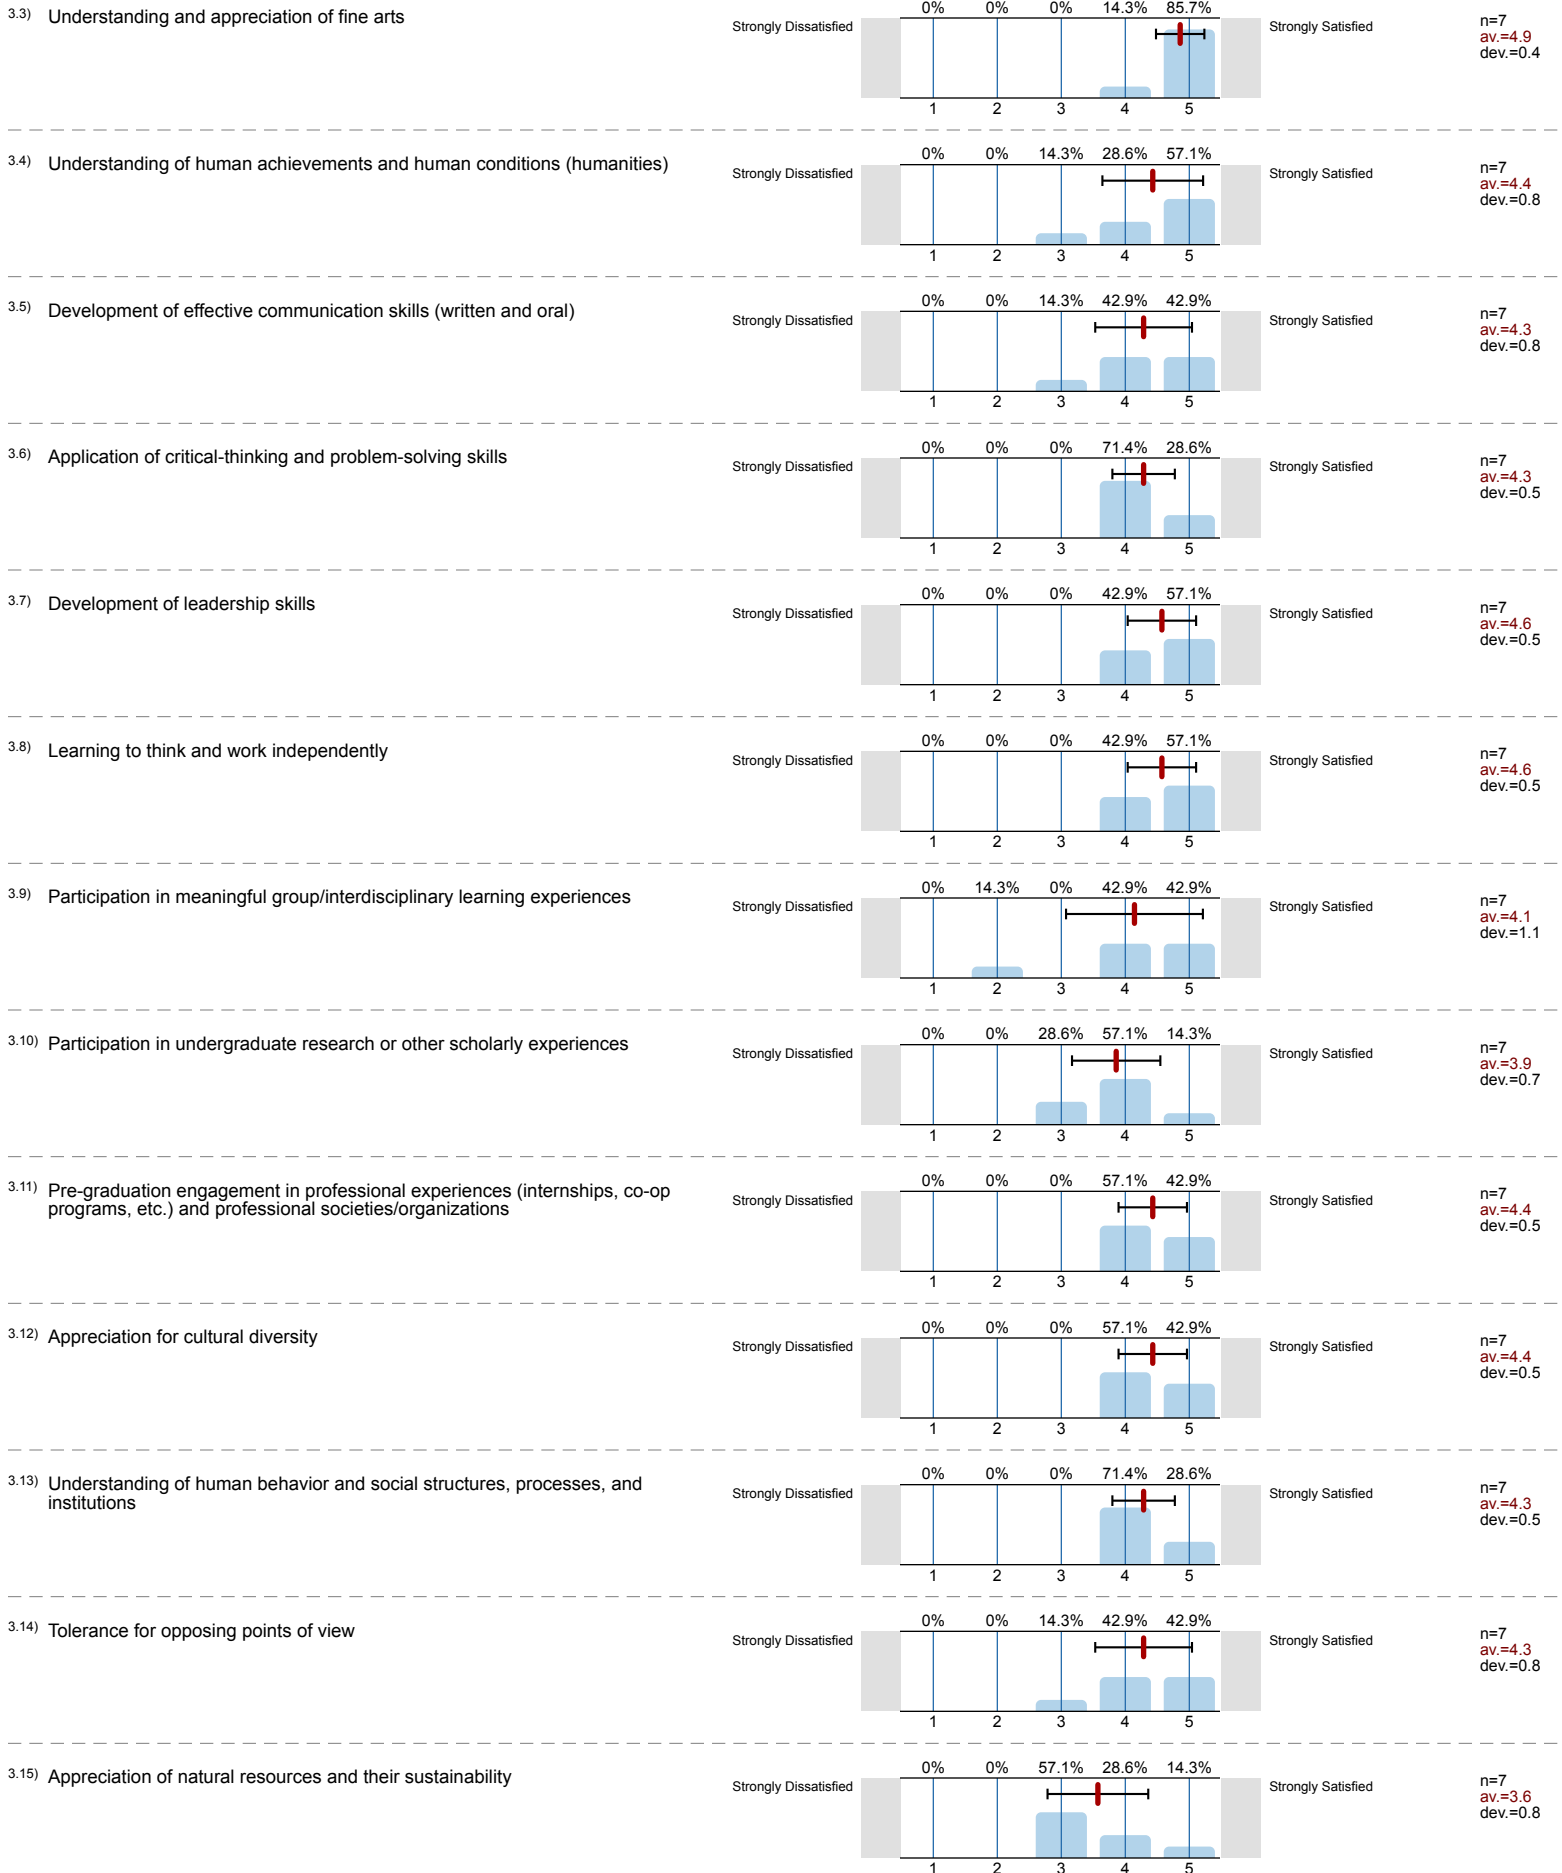 3.3) Understanding and appreciation of fine arts
0% 0% 0% 14.3% 85.7%
Strongly Dissatisfied Strongly Satisfied
n=7
av.=4.9
dev.=0.4
1 2 3 4 5
3.4) Understanding of human achievements and human conditions (humanities)
0% 0% 14.3% 28.6% 57.1%
Strongly Dissatisfied Strongly Satisfied
n=7
av.=4.4
dev.=0.8
1 2 3 4 5
3.5) Development of effective communication skills (written and oral)
0% 0% 14.3% 42.9% 42.9%
Strongly Dissatisfied Strongly Satisfied
n=7
av.=4.3
dev.=0.8
1 2 3 4 5
3.6) Application of critical-thinking and problem-solving skills
0% 0% 0% 71.4% 28.6%
Strongly Dissatisfied Strongly Satisfied
n=7
av.=4.3
dev.=0.5
1 2 3 4 5
3.7) Development of leadership skills
0% 0% 0% 42.9% 57.1%
Strongly Dissatisfied Strongly Satisfied
n=7
av.=4.6
dev.=0.5
1 2 3 4 5
3.8) Learning to think and work independently
0% 0% 0% 42.9% 57.1%
Strongly Dissatisfied Strongly Satisfied
n=7
av.=4.6
dev.=0.5
1 2 3 4 5
3.9) Participation in meaningful group/interdisciplinary learning experiences
0% 14.3% 0% 42.9% 42.9%
Strongly Dissatisfied Strongly Satisfied
n=7
av.=4.1
dev.=1.1
1 2 3 4 5
3.10) Participation in undergraduate research or other scholarly experiences
0% 0% 28.6% 57.1% 14.3%
Strongly Dissatisfied Strongly Satisfied
n=7
av.=3.9
dev.=0.7
1 2 3 4 5
3.11) Pre-graduation engagement in professional experiences (internships, co-op
programs, etc.) and professional societies/organizations
0% 0% 0% 57.1% 42.9%
Strongly Dissatisfied Strongly Satisfied
n=7
av.=4.4
dev.=0.5
1 2 3 4 5
3.12) Appreciation for cultural diversity
0% 0% 0% 57.1% 42.9%
Strongly Dissatisfied Strongly Satisfied
n=7
av.=4.4
dev.=0.5
1 2 3 4 5
3.13) Understanding of human behavior and social structures, processes, and
institutions
0% 0% 0% 71.4% 28.6%
Strongly Dissatisfied Strongly Satisfied
n=7
av.=4.3
dev.=0.5
1 2 3 4 5
3.14) Tolerance for opposing points of view
0% 0% 14.3% 42.9% 42.9%
Strongly Dissatisfied Strongly Satisfied
n=7
av.=4.3
dev.=0.8
1 2 3 4 5
3.15) Appreciation of natural resources and their sustainability
0% 0% 57.1% 28.6% 14.3%
Strongly Dissatisfied Strongly Satisfied
n=7
av.=3.6
dev.=0.8
1 2 3 4 5